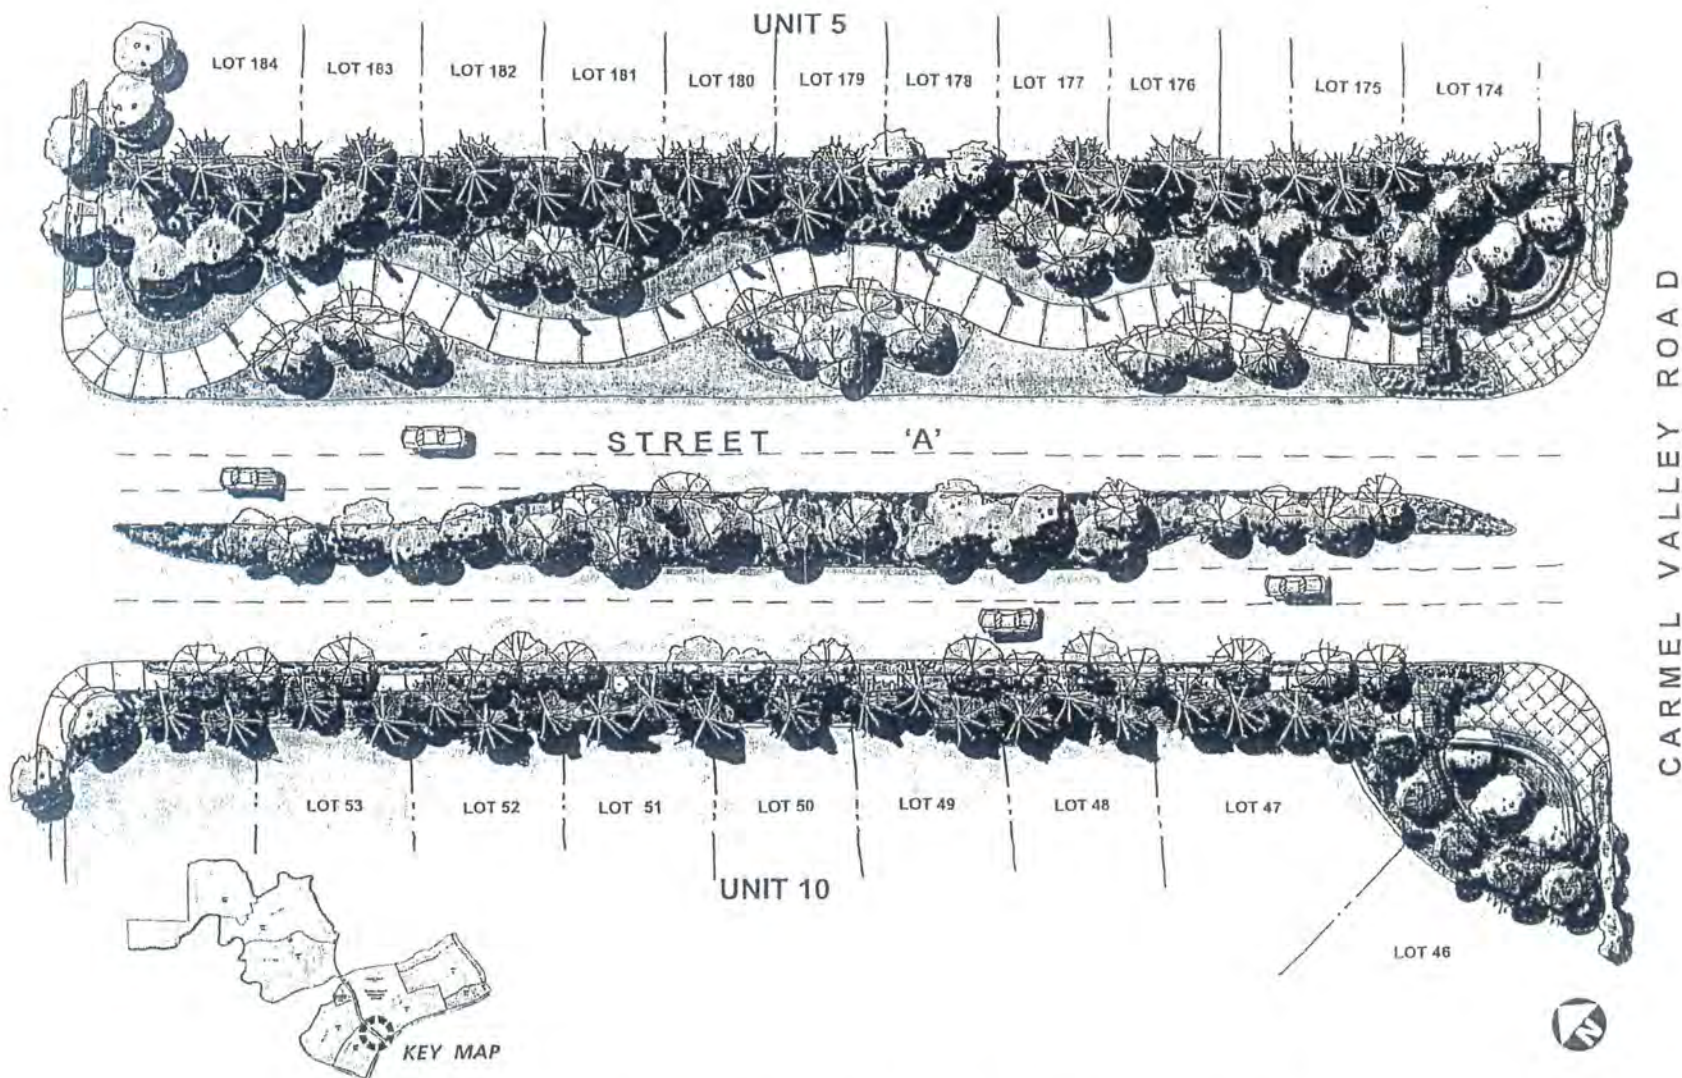 UNIT 5
LOT 184
LOT 183
LOT 182
LOT 181
LOT 180
LOT 179
LOT 178
LOT 177
LOT 176
LOT 175
LOT 174
STREET 'A'
CARMEL VALLEY ROAD
LOT 53
LOT 52
LOT 51
LOT 50
LOT 49
LOT 48
LOT 47
UNIT 10
LOT 46
KEY MAP
N